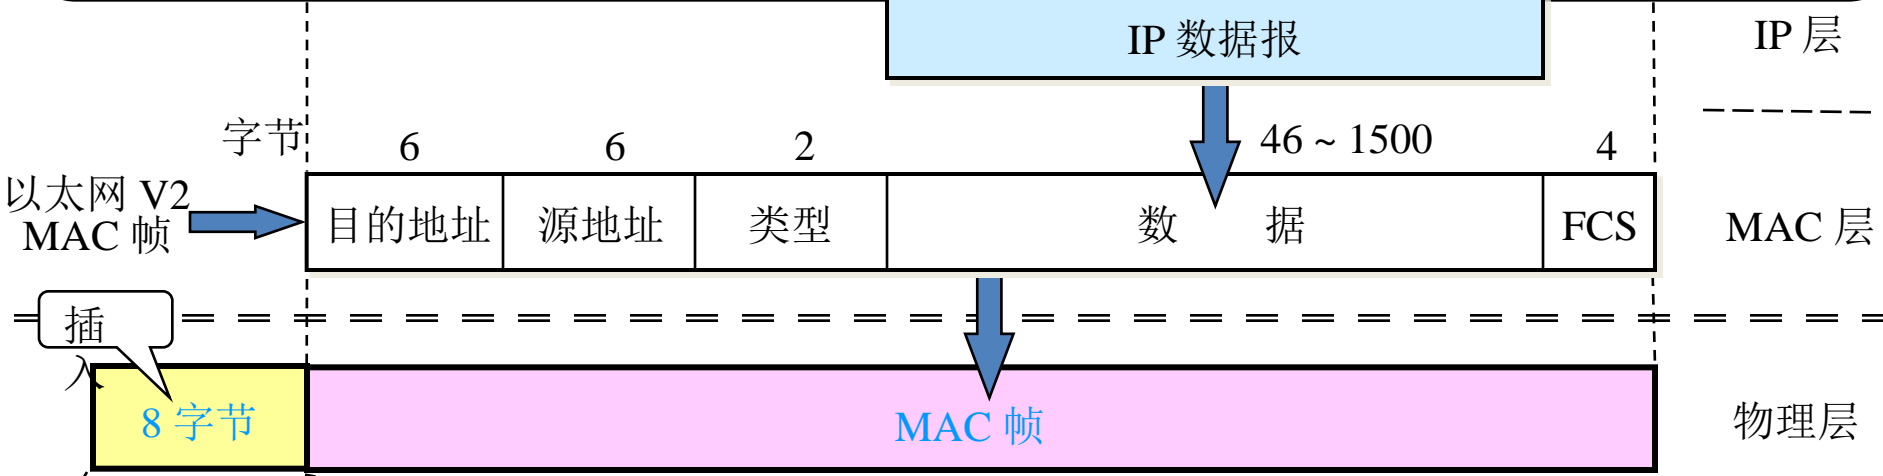 IP 数据报
IP 层
字节
6
6
2
46 ~ 1500
4
以太网 V2
MAC 帧
目的地址
源地址
类型
数 据
FCS
MAC 层
插
入
8 字节
MAC 帧
物理层